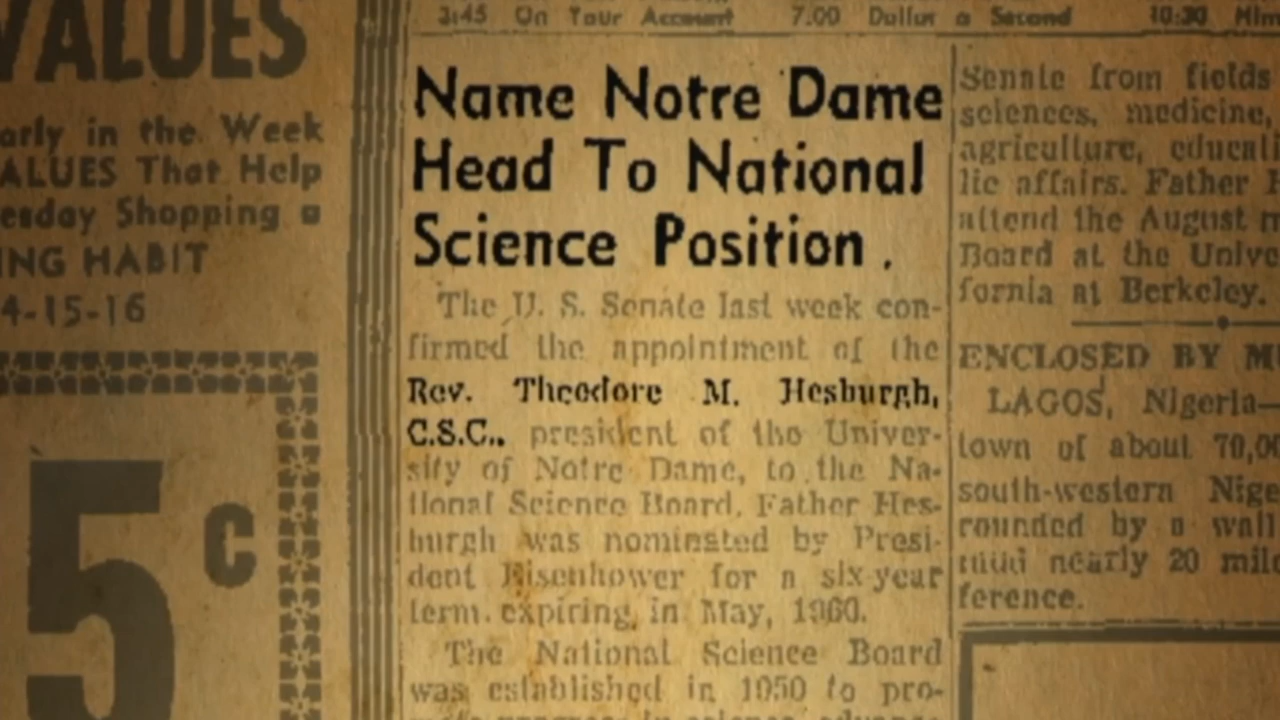 VALUES
arly in the Week
ALUES That Help
esday Shopping a
ING HABIT
4-15-16
5c
3:45 On Your Account 7.00 Dollar a Second 10:30
Name Notre Dame
Head To National
Science Position .
The U. S. Senate last week con-
firmed the appointment of the
Rev. Theodore M. Hesburgh,
C.S.C., president of the Univer-
sity of Notre Dame, to the Na-
tional Science Board. Father Hes-
burgh was nominated by Presi-
dent Eisenhower for a six-year
term expiring in May, 1960.
The National Science Board
was established in 1950 to pro-
Senate from fields
sciences, medicine,
agriculture, educati
lic affairs. Father H
attend the August m
Board at the Unive
fornia at Berkeley.
ENCLOSED BY MU
LAGOS, Nigeria—
town of about 70,00
south-western Nige
rounded by a wall
mud nearly 20 mile
ference.